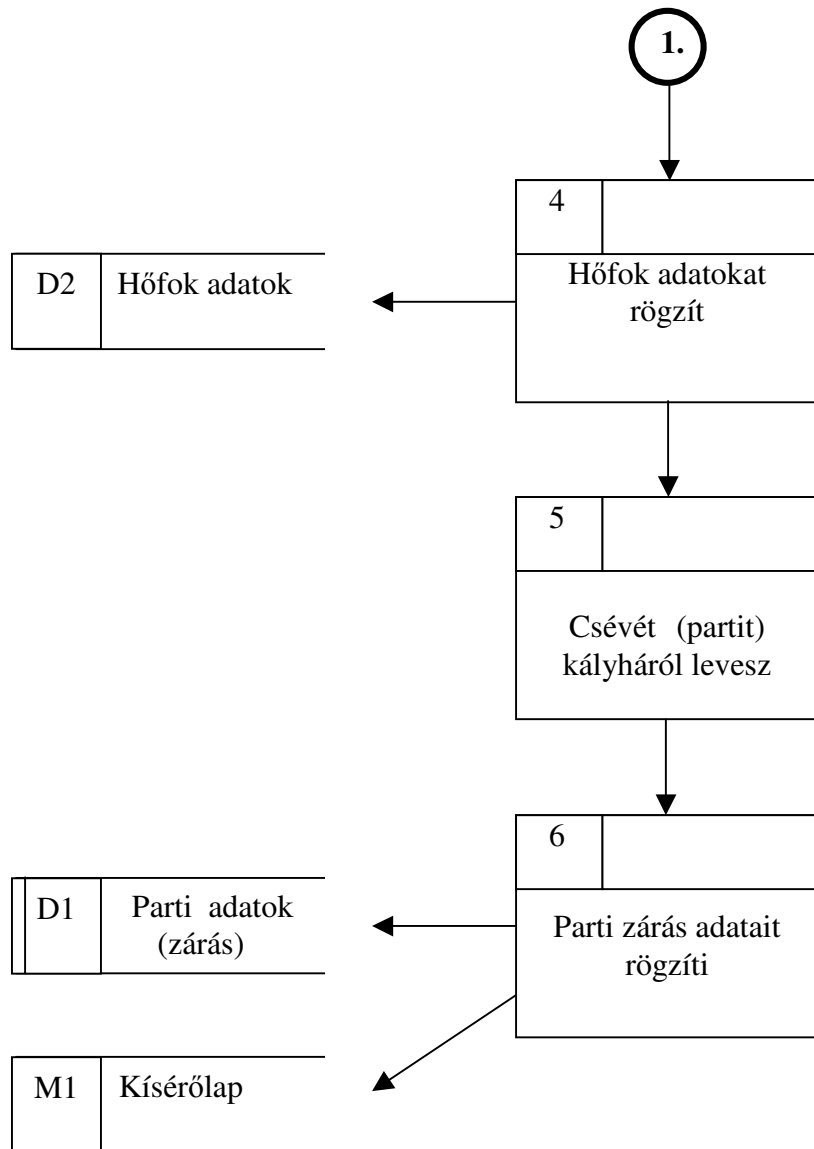 1.
4
Hőfok adatokat
rögzít
D2 Hőfok adatok
5
Csévét (partit)
kályháról levesz
6
Parti zárás adatait
rögzíti
D1 Parti adatok
(zárás)
M1 Kísérőlap